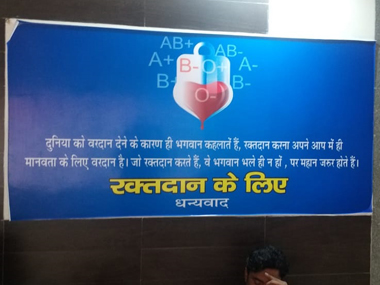 AB+ AB-
A+ B- O- A-
B- B-
O-
दुनिया को वरदान देने के कारण ही भगवान कहलातें हैं, रक्तदान करना अपने आप में ही
मानवता के लिए वरदान है। जो रक्तदान करते हैं, वे भगवान भले ही न हों , पर महान जरुर होते हैं।
रक्तदान के लिए
धन्यवाद